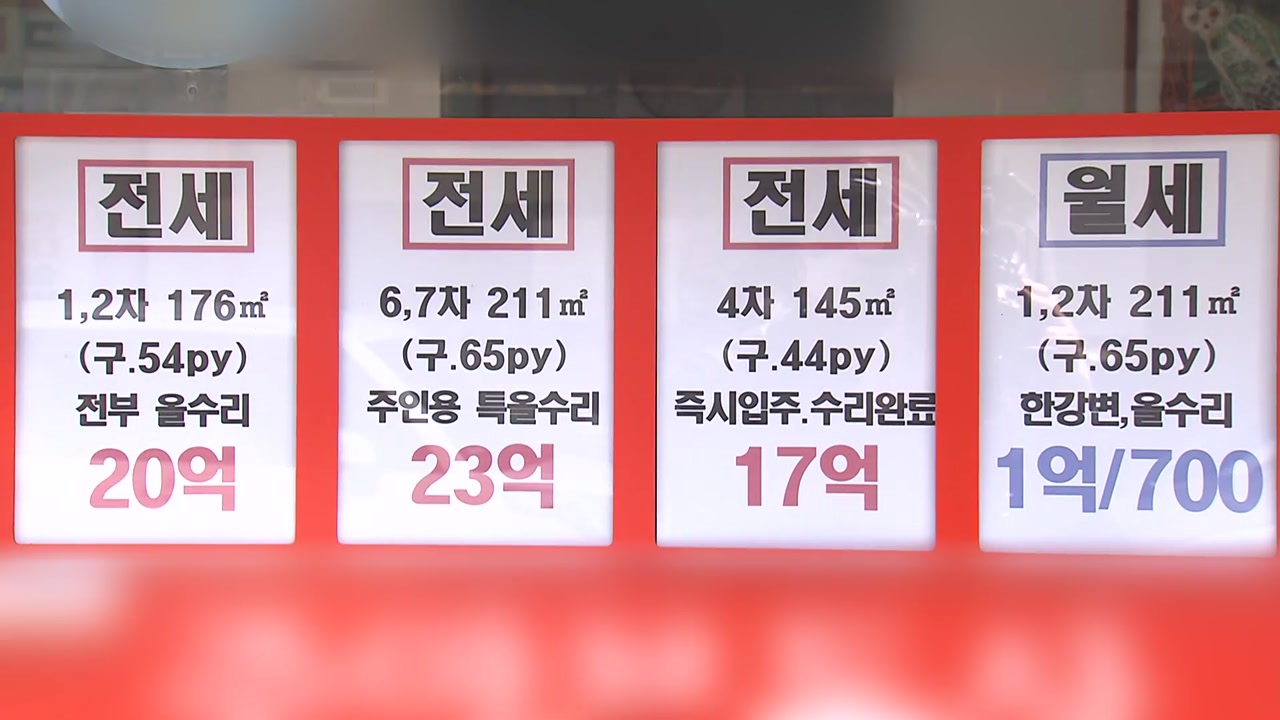 전세
1,2차 176㎡
(구.54py)
전부 올수리
20억
전세
6,7차 211㎡
(구.65py)
주인용 특올수리
23억
전세
4차 145㎡
(구.44py)
즉시입주.수리완료
17억
월세
1,2차 211㎡
(구.65py)
한강변,올수리
1억/700